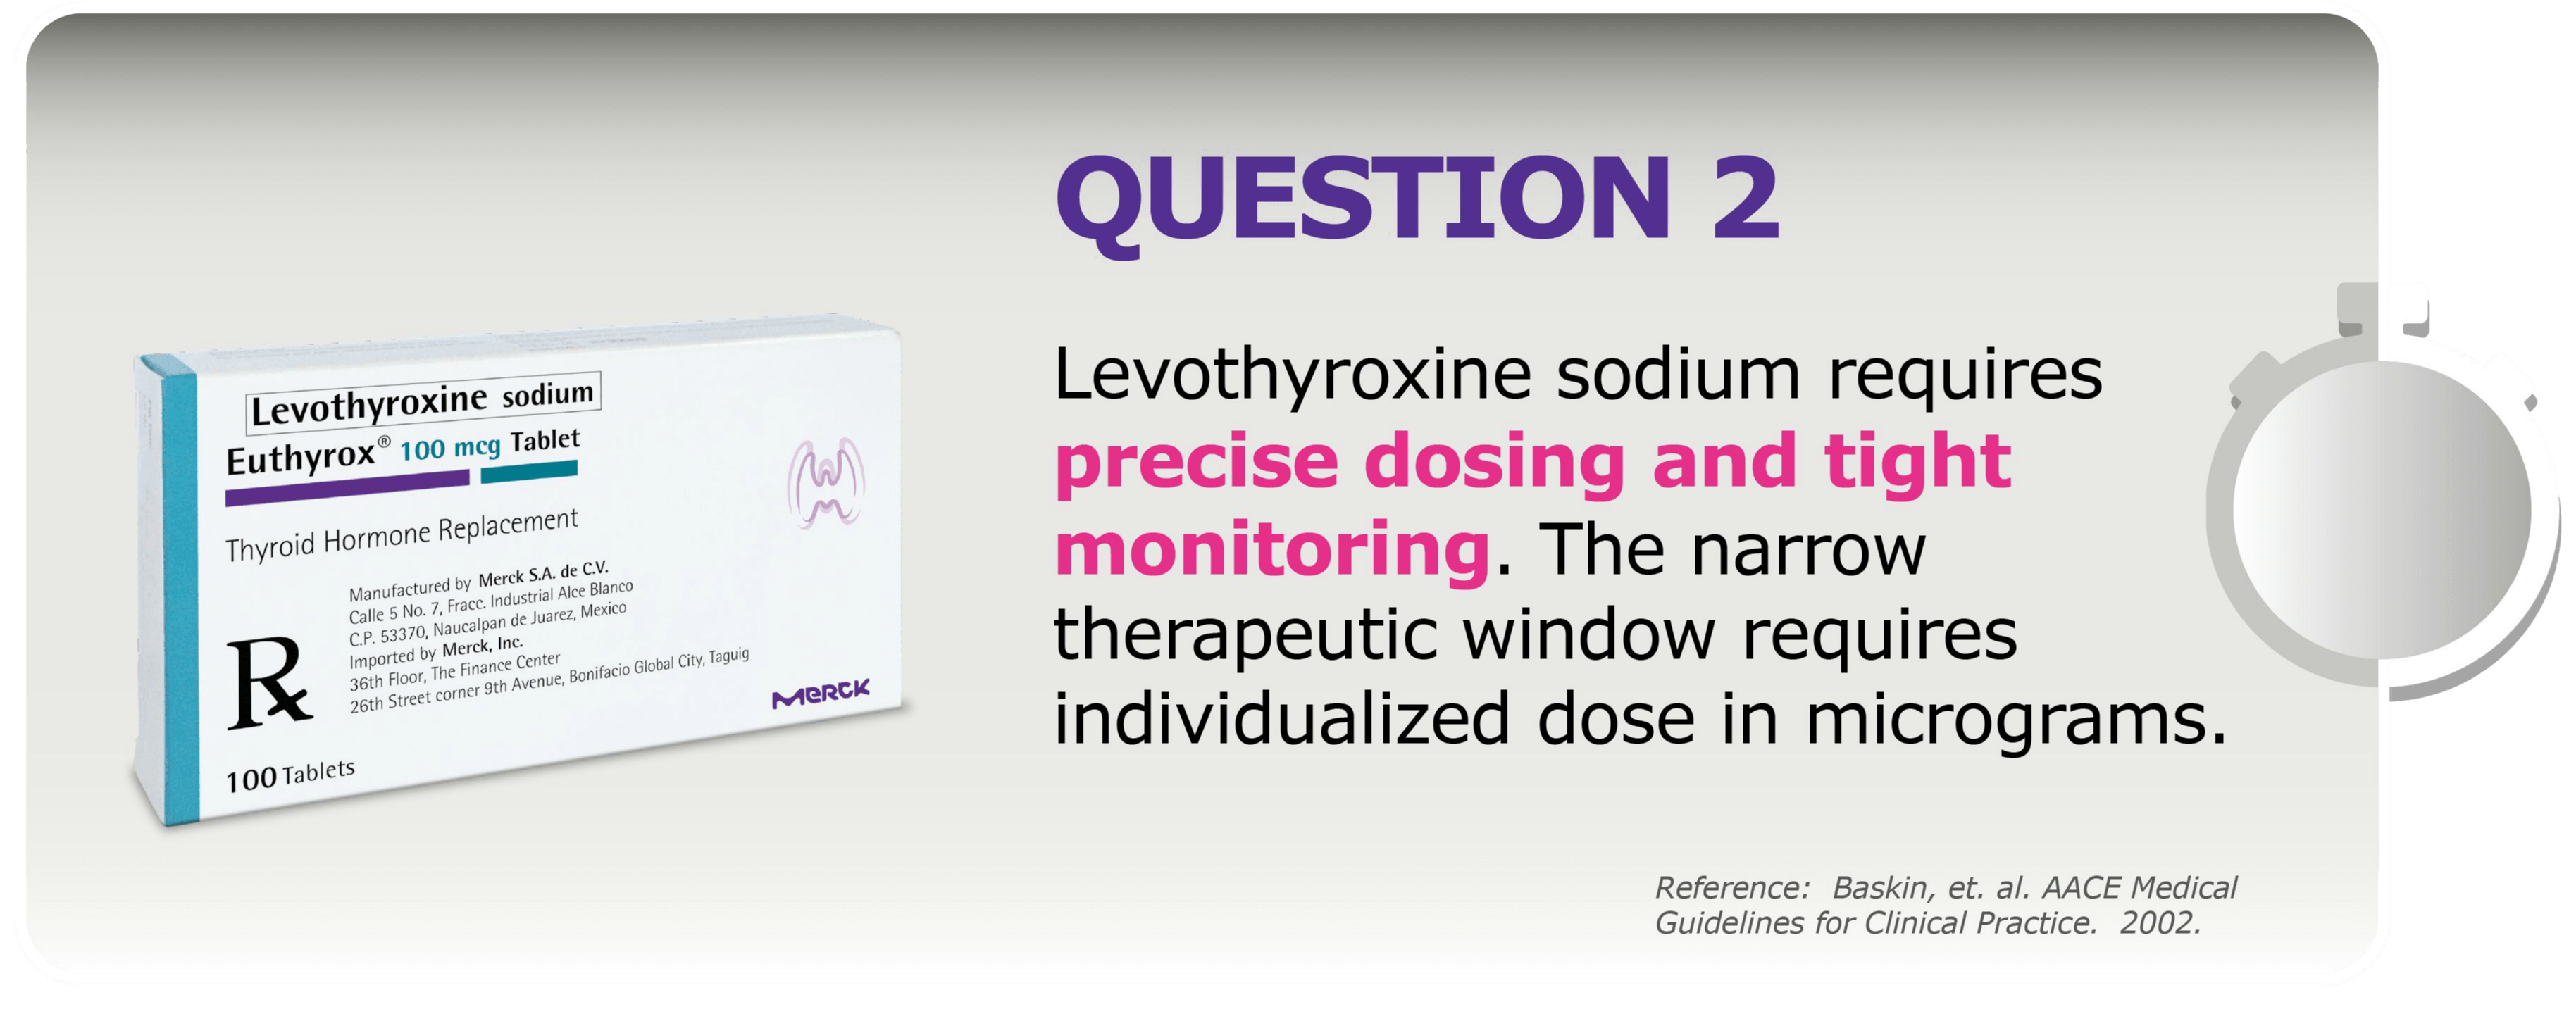 QUESTION 2
Levothyroxine sodium requires
precise dosing and tight
monitoring. The narrow
therapeutic window requires
individualized dose in micrograms.
Reference: Baskin, et. al. AACE Medical
Guidelines for Clinical Practice. 2002.
Levothyroxine sodium
Euthyrox® 100 mcg Tablet
Thyroid Hormone Replacement
Manufactured by Merck S.A. de C.V.
Calle 5 No. 7, Fracc. Industrial Alce Blanco
C.P. 53370, Naucalpan de Juarez, Mexico
Imported by Merck, Inc.
36th Floor, The Finance Center
26th Street corner 9th Avenue, Bonifacio Global City, Taguig
Rx
MERCK
100 Tablets